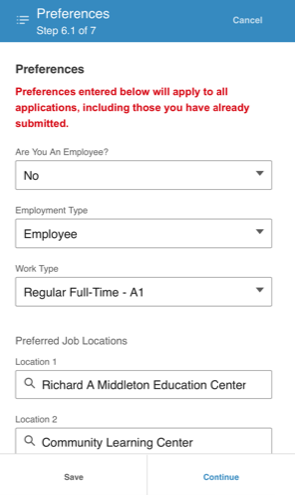 Preferences
Cancel
Step 6.1 of 7
Preferences
Preferences entered below will apply to all
applications, including those you have already
submitted.
Are You An Employee?
No
Employment Type
Employee
Work Type
Regular Full-Time - A1
Preferred Job Locations
Location 1
Richard A Middleton Education Center
Location 2
Community Learning Center
Save
Continue